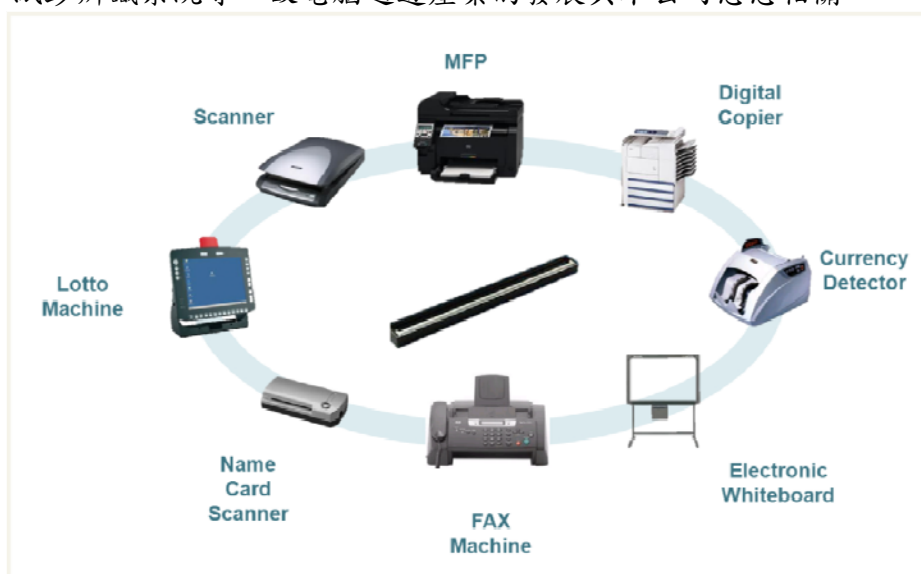 MFP
Digital
Copier
Scanner
Currency
Detector
Lotto
Machine
Name
Card
Scanner
FAX
Machine
Electronic
Whiteboard